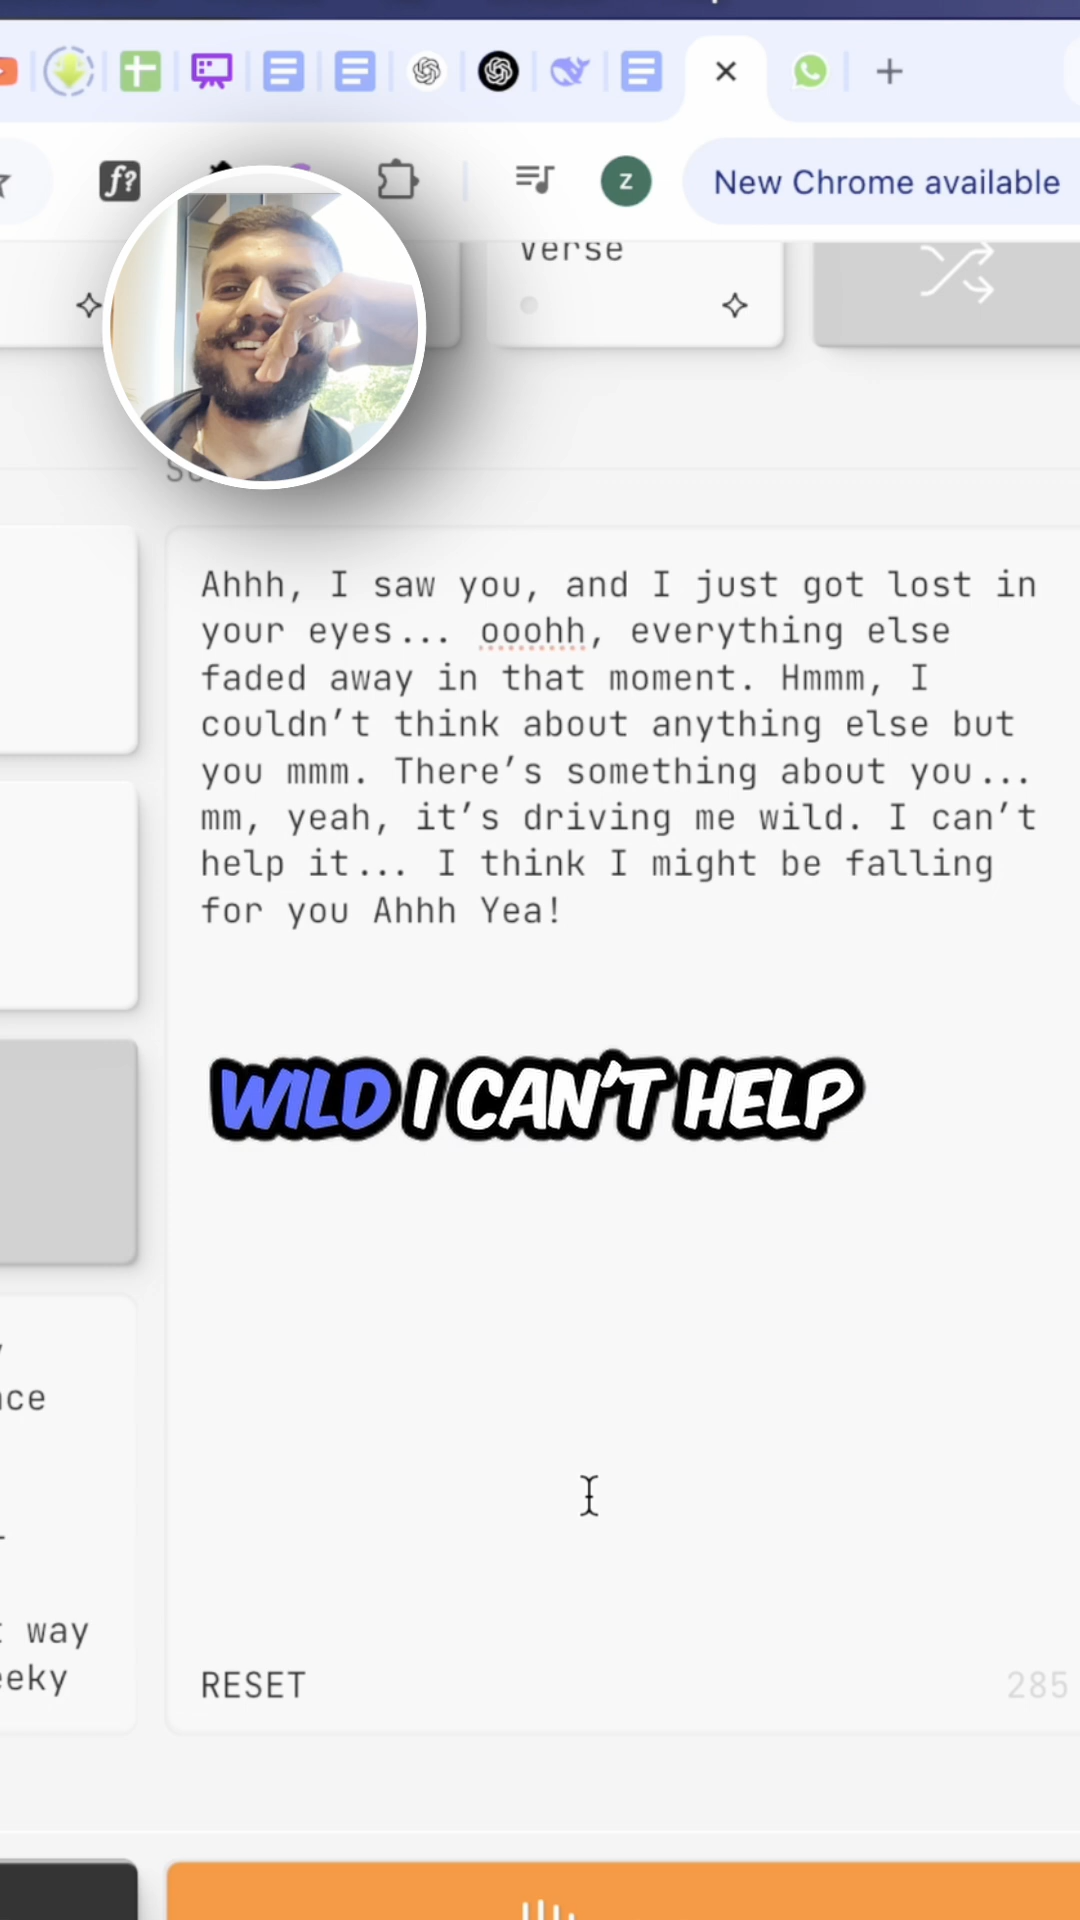 f?
z
New Chrome available
Verse
Ahhh, I saw you, and I just got lost in
your eyes... ooohh, everything else
faded away in that moment. Hmmm, I
couldn’t think about anything else but
you mmm. There’s something about you...
mm, yeah, it’s driving me wild. I can’t
help it... I think I might be falling
for you Ahhh Yea!
WILD I CAN'T HELP
way
RESET
285